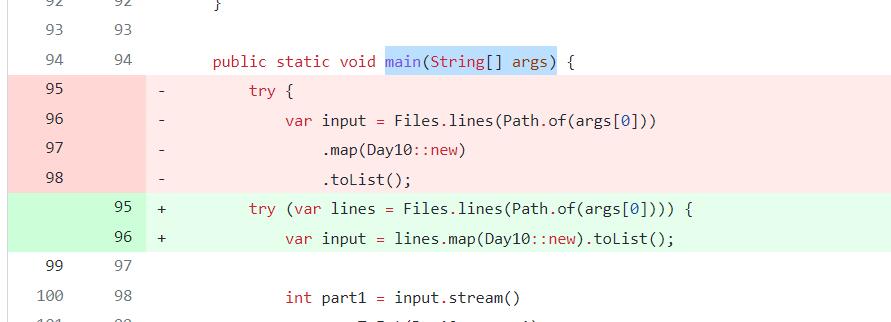 92 92 }
93 93
94 94 public static void main(String[] args) {
95 - try {
96 - var input = Files.lines(Path.of(args[0]))
97 - .map(Day10::new)
98 - .toList();
95 + try (var lines = Files.lines(Path.of(args[0]))) {
96 + var input = lines.map(Day10::new).toList();
99 97
100 98 int part1 = input.stream()